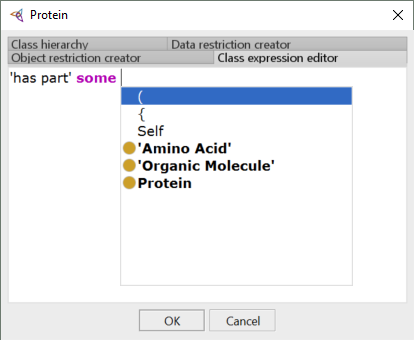 Protein
Class hierarchy Data restriction creator
Object restriction creator Class expression editor
'has part' some
(
{
Self
'Amino Acid'
'Organic Molecule'
Protein
OK Cancel